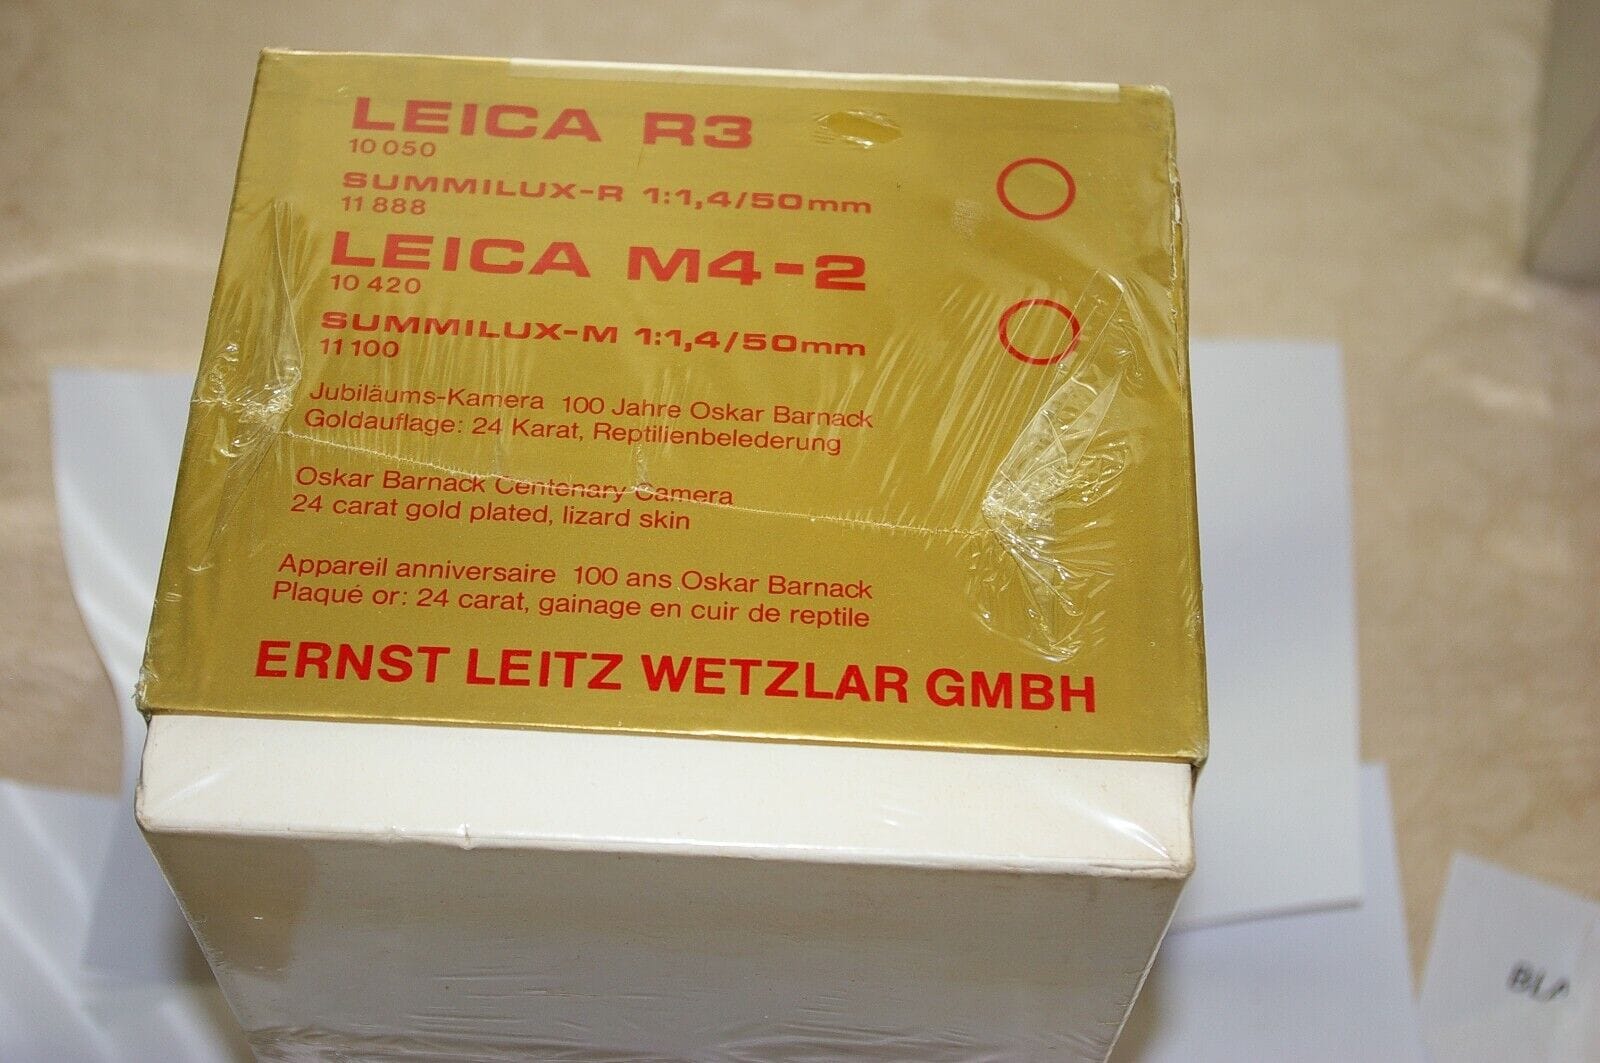 LEICA R3
10 050
SUMMILUX-R 1:1,4/50mm
11 888
LEICA M4-2
10 420
SUMMILUX-M 1:1,4/50mm
11 100
Jubiläums-Kamera 100 Jahre Oskar Barnack
Goldauflage: 24 Karat, Reptilienbelederung
Oskar Barnack Centenary Camera
24 carat gold plated, lizard skin
Appareil anniversaire 100 ans Oskar Barnack
Plaqué or: 24 carat, gainage en cuir de reptile
ERNST LEITZ WETZLAR GMBH